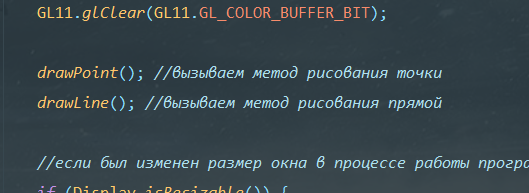 GL11.glClear(GL11.GL_COLOR_BUFFER_BIT);
drawPoint(); //вызываем метод рисования точки
drawLine(); //вызываем метод рисования прямой
//если был изменен размер окна в процессе работы програ
if (Display.isResizable()) {